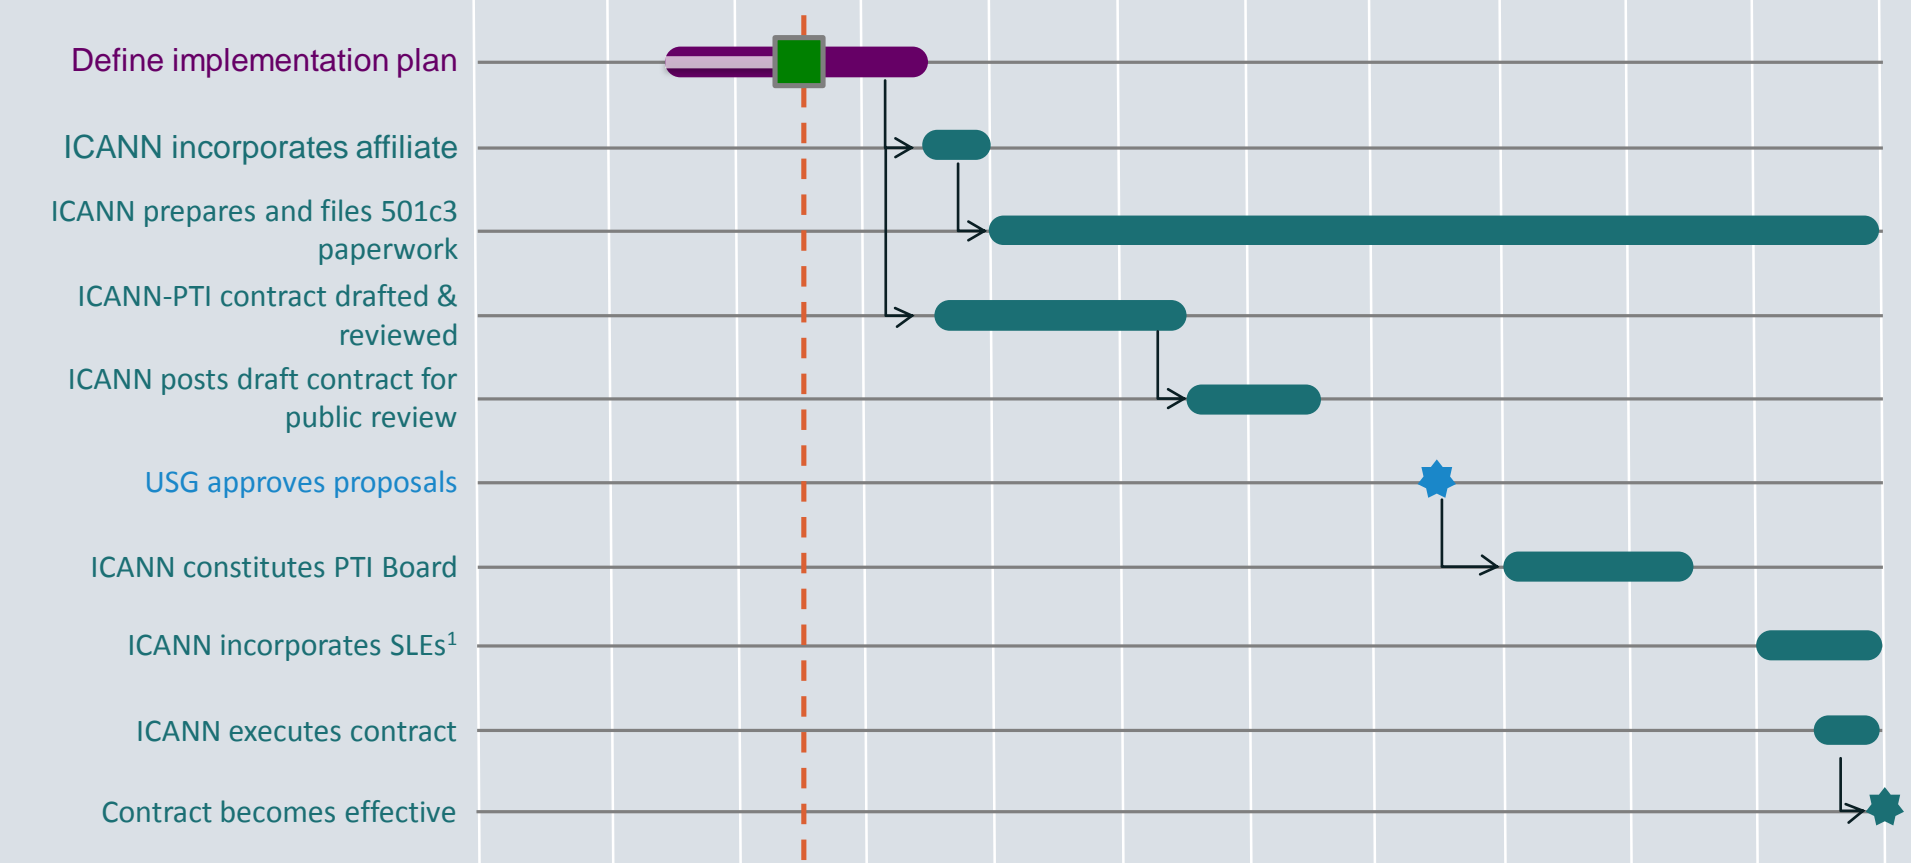 Define implementation plan
ICANN incorporates affiliate
ICANN prepares and files 501c3
paperwork
ICANN-PTI contract drafted &
reviewed
ICANN posts draft contract for
public review
USG approves proposals
ICANN constitutes PTI Board
ICANN incorporates SLEs¹
ICANN executes contract
Contract becomes effective